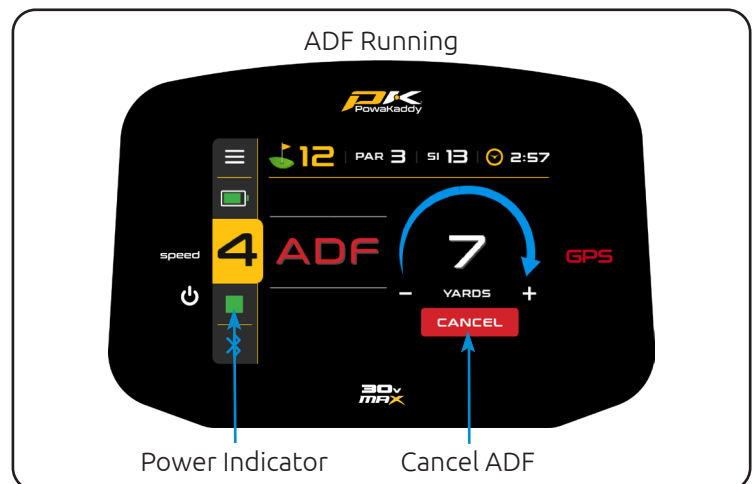 ADF Running
PK
PowaKaddy
12 PAR 3 SI 13 2:57
speed 4 ADF 7 GPS
- YARDS +
CANCEL
30v
MAX
Power Indicator Cancel ADF